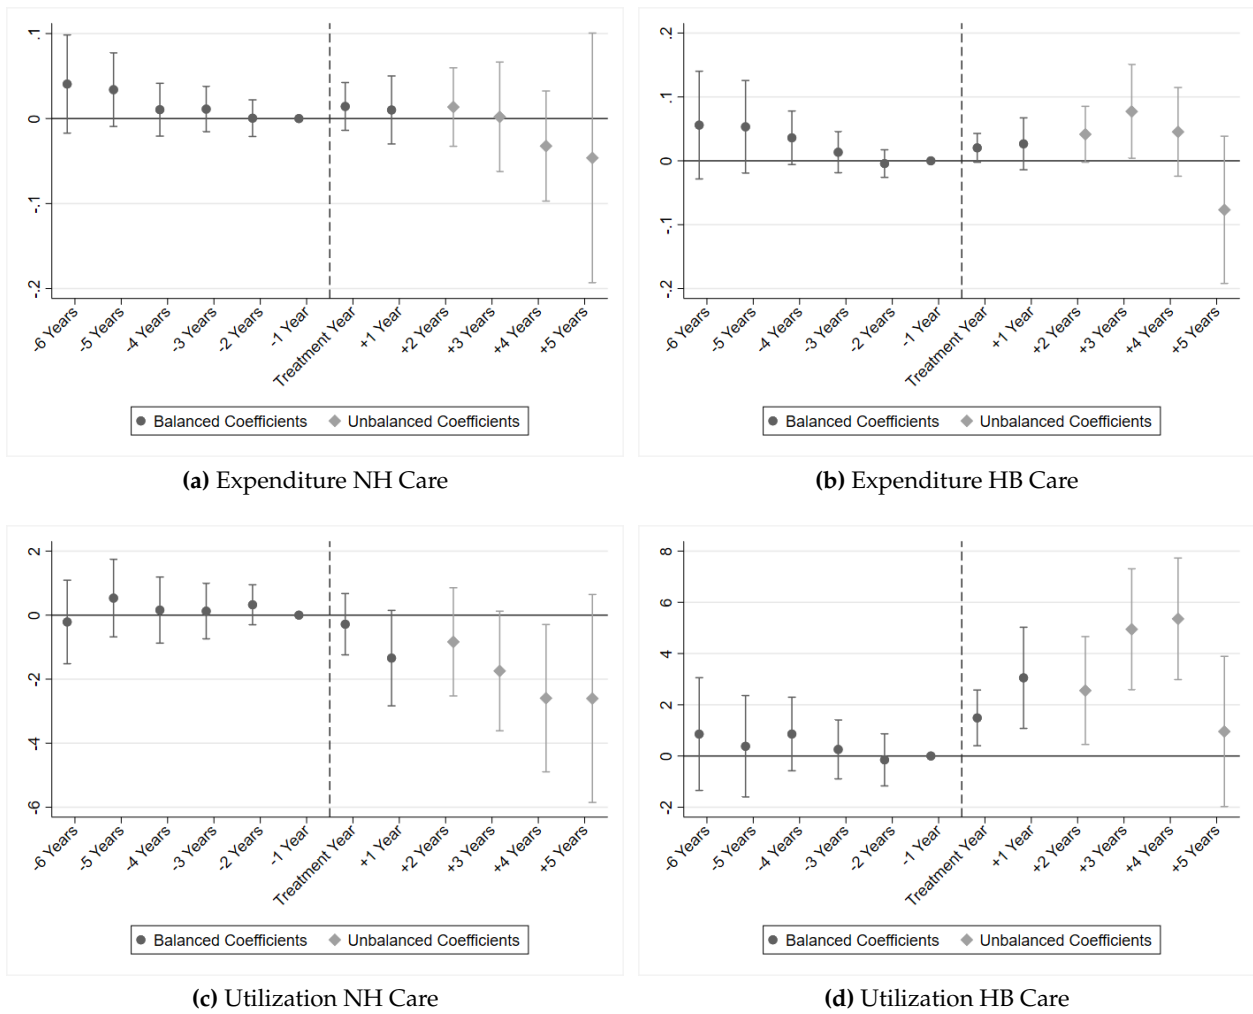 .1
0
-.1
-.2
-6 Years
-5 Years
-4 Years
-3 Years
-2 Years
-1 Year
Treatment Year
+1 Year
+2 Years
+3 Years
+4 Years
+5 Years
Balanced Coefficients Unbalanced Coefficients
(a) Expenditure NH Care
.2
.1
0
-.1
-.2
-6 Years
-5 Years
-4 Years
-3 Years
-2 Years
-1 Year
Treatment Year
+1 Year
+2 Years
+3 Years
+4 Years
+5 Years
Balanced Coefficients Unbalanced Coefficients
(b) Expenditure HB Care
2
0
-2
-4
-6
-6 Years
-5 Years
-4 Years
-3 Years
-2 Years
-1 Year
Treatment Year
+1 Year
+2 Years
+3 Years
+4 Years
+5 Years
Balanced Coefficients Unbalanced Coefficients
(c) Utilization NH Care
8
6
4
2
0
-2
-6 Years
-5 Years
-4 Years
-3 Years
-2 Years
-1 Year
Treatment Year
+1 Year
+2 Years
+3 Years
+4 Years
+5 Years
Balanced Coefficients Unbalanced Coefficients
(d) Utilization HB Care